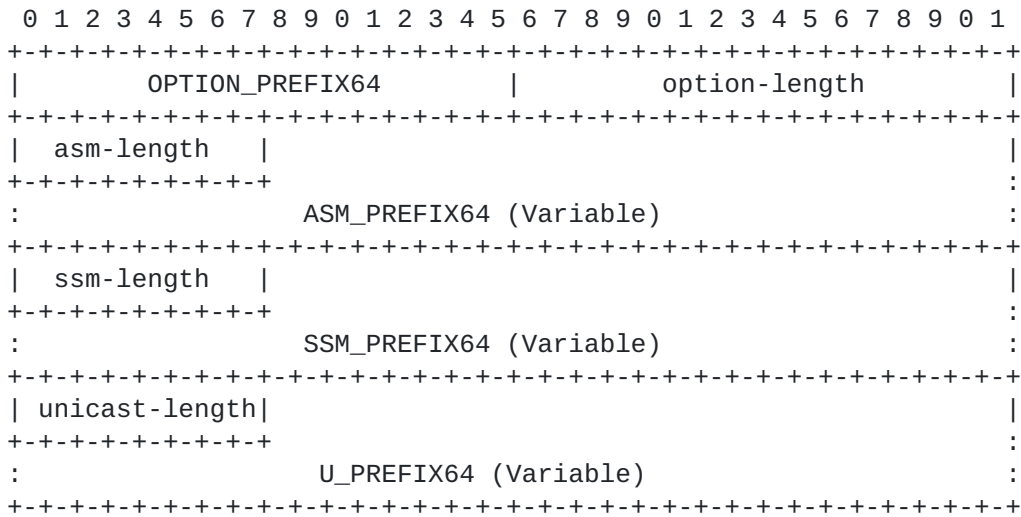 0 1 2 3 4 5 6 7 8 9 0 1 2 3 4 5 6 7 8 9 0 1 2 3 4 5 6 7 8 9 0 1
+-+-+-+-+-+-+-+-+-+-+-+-+-+-+-+-+-+-+-+-+-+-+-+-+-+-+-+-+-+-+-+-+
|        OPTION_PREFIX64        |         option-length         |
+-+-+-+-+-+-+-+-+-+-+-+-+-+-+-+-+-+-+-+-+-+-+-+-+-+-+-+-+-+-+-+-+
|  asm-length   |                                               |
+-+-+-+-+-+-+-+-+                                               :
:                  ASM_PREFIX64 (Variable)                      :
+-+-+-+-+-+-+-+-+-+-+-+-+-+-+-+-+-+-+-+-+-+-+-+-+-+-+-+-+-+-+-+-+
|  ssm-length   |                                               |
+-+-+-+-+-+-+-+-+                                               :
:                  SSM_PREFIX64 (Variable)                      :
+-+-+-+-+-+-+-+-+-+-+-+-+-+-+-+-+-+-+-+-+-+-+-+-+-+-+-+-+-+-+-+-+
| unicast-length|                                               |
+-+-+-+-+-+-+-+-+                                               :
:                   U_PREFIX64 (Variable)                       :
+-+-+-+-+-+-+-+-+-+-+-+-+-+-+-+-+-+-+-+-+-+-+-+-+-+-+-+-+-+-+-+-+